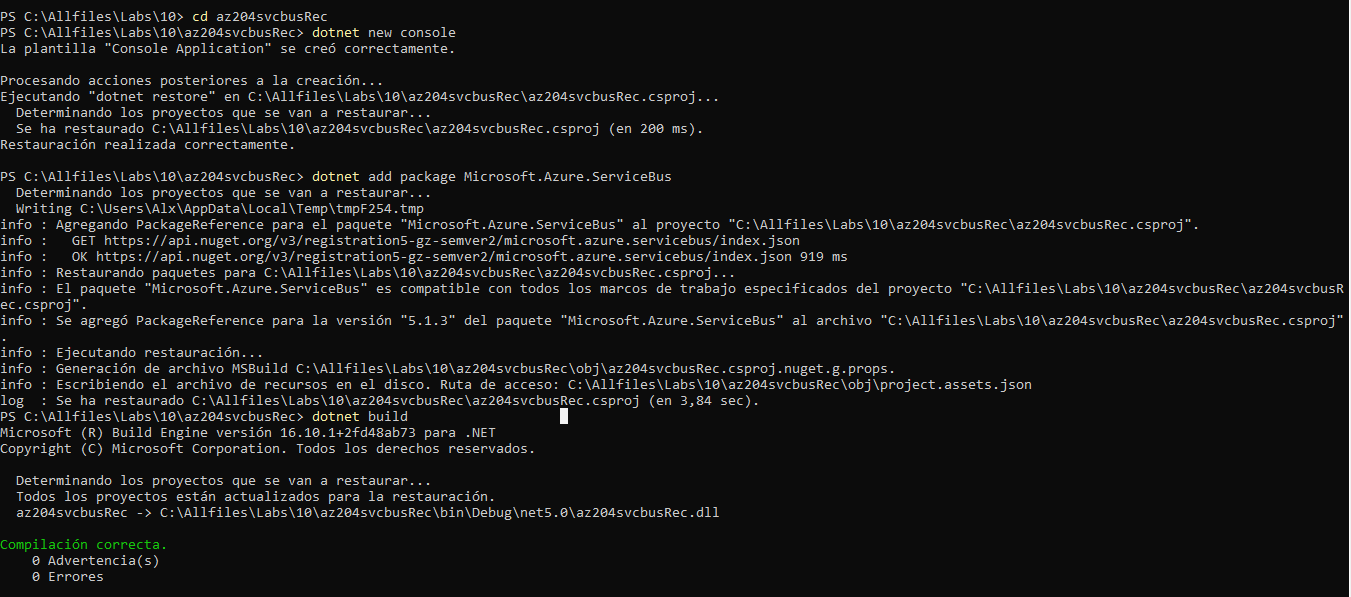 PS C:\Allfiles\Labs\10> cd az204svcbusRec
PS C:\Allfiles\Labs\10\az204svcbusRec> dotnet new console
La plantilla "Console Application" se creó correctamente.
Procesando acciones posteriores a la creación...
Ejecutando "dotnet restore" en C:\Allfiles\Labs\10\az204svcbusRec\az204svcbusRec.csproj...
  Determinando los proyectos que se van a restaurar...
  Se ha restaurado C:\Allfiles\Labs\10\az204svcbusRec\az204svcbusRec.csproj (en 200 ms).
Restauración realizada correctamente.
PS C:\Allfiles\Labs\10\az204svcbusRec> dotnet add package Microsoft.Azure.ServiceBus
  Determinando los proyectos que se van a restaurar...
  Writing C:\Users\Alx\AppData\Local\Temp\tmpF254.tmp
info : Agregando PackageReference para el paquete "Microsoft.Azure.ServiceBus" al proyecto "C:\Allfiles\Labs\10\az204svcbusRec\az204svcbusRec.csproj".
info :   GET https://api.nuget.org/v3/registration5-gz-semver2/microsoft.azure.servicebus/index.json
info :   OK https://api.nuget.org/v3/registration5-gz-semver2/microsoft.azure.servicebus/index.json 919 ms
info : Restaurando paquetes para C:\Allfiles\Labs\10\az204svcbusRec\az204svcbusRec.csproj...
info : El paquete "Microsoft.Azure.ServiceBus" es compatible con todos los marcos de trabajo especificados del proyecto "C:\Allfiles\Labs\10\az204svcbusRec\az204svcbusR
ec.csproj".
info : Se agregó PackageReference para la versión "5.1.3" del paquete "Microsoft.Azure.ServiceBus" al archivo "C:\Allfiles\Labs\10\az204svcbusRec\az204svcbusRec.csproj"
.
info : Ejecutando restauración...
info : Generación de archivo MSBuild C:\Allfiles\Labs\10\az204svcbusRec\obj\az204svcbusRec.csproj.nuget.g.props.
info : Escribiendo el archivo de recursos en el disco. Ruta de acceso: C:\Allfiles\Labs\10\az204svcbusRec\obj\project.assets.json
log  : Se ha restaurado C:\Allfiles\Labs\10\az204svcbusRec\az204svcbusRec.csproj (en 3,84 sec).
PS C:\Allfiles\Labs\10\az204svcbusRec> dotnet build
Microsoft (R) Build Engine versión 16.10.1+2fd48ab73 para .NET
Copyright (C) Microsoft Corporation. Todos los derechos reservados.
  Determinando los proyectos que se van a restaurar...
  Todos los proyectos están actualizados para la restauración.
  az204svcbusRec -> C:\Allfiles\Labs\10\az204svcbusRec\bin\Debug\net5.0\az204svcbusRec.dll
Compilación correcta.
    0 Advertencia(s)
    0 Errores